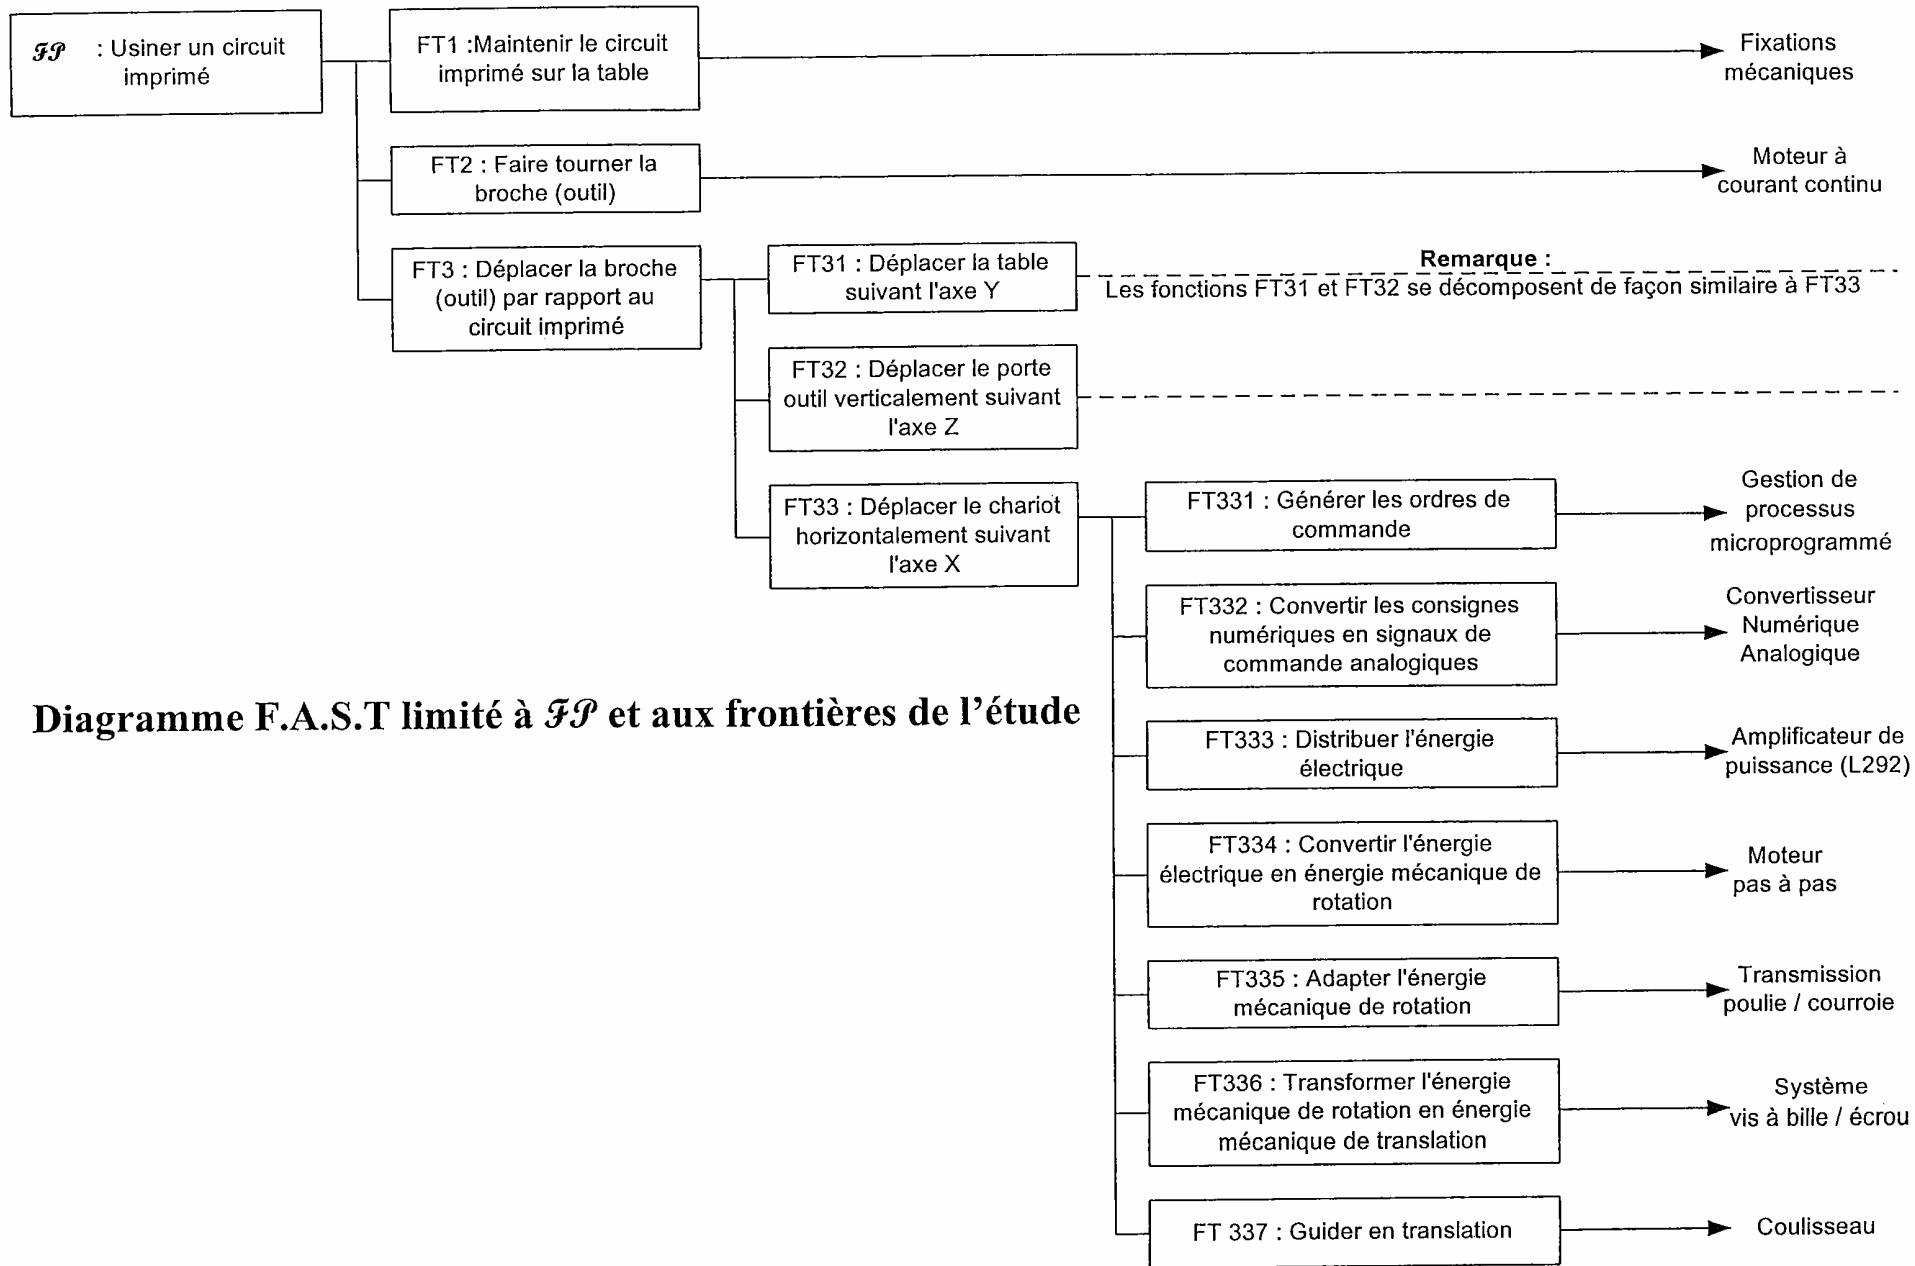 ℱ𝒫 : Usiner un circuit
imprimé
FT1 :Maintenir le circuit
imprimé sur la table
Fixations
mécaniques
FT2 : Faire tourner la
broche (outil)
Moteur à
courant continu
FT3 : Déplacer la broche
(outil) par rapport au
circuit imprimé
FT31 : Déplacer la table
suivant l'axe Y
Remarque :
Les fonctions FT31 et FT32 se décomposent de façon similaire à FT33
FT32 : Déplacer le porte
outil verticalement suivant
l'axe Z
FT33 : Déplacer le chariot
horizontalement suivant
l'axe X
FT331 : Générer les ordres de
commande
Gestion de
processus
microprogrammé
FT332 : Convertir les consignes
numériques en signaux de
commande analogiques
Convertisseur
Numérique
Analogique
Diagramme F.A.S.T limité à ℱ𝒫 et aux frontières de l'étude
FT333 : Distribuer l'énergie
électrique
Amplificateur de
puissance (L292)
FT334 : Convertir l'énergie
électrique en énergie mécanique de
rotation
Moteur
pas à pas
FT335 : Adapter l'énergie
mécanique de rotation
Transmission
poulie / courroie
FT336 : Transformer l'énergie
mécanique de rotation en énergie
mécanique de translation
Système
vis à bille / écrou
FT 337 : Guider en translation
Coulisseau